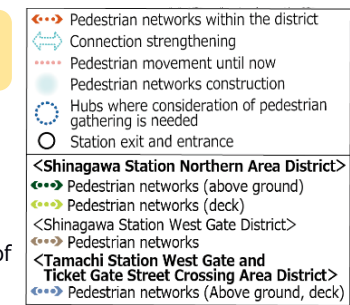 Pedestrian networks within the district
Connection strengthening
Pedestrian movement until now
Pedestrian networks construction
Hubs where consideration of pedestrian
gathering is needed
Station exit and entrance
<Shinagawa Station Northern Area District>
Pedestrian networks (above ground)
Pedestrian networks (deck)
<Shinagawa Station West Gate District>
Pedestrian networks
of
<Tamachi Station West Gate and
Ticket Gate Street Crossing Area District>
Pedestrian networks (Above ground, deck)